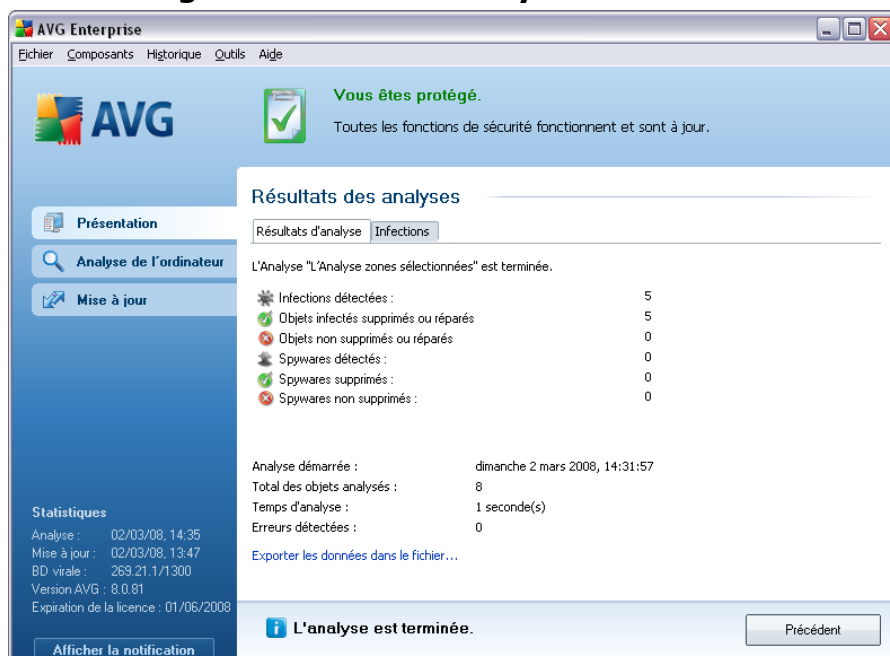 AVG Enterprise
Fichier Composants Historique Outils Aide
AVG
Vous êtes protégé.
Toutes les fonctions de sécurité fonctionnent et sont à jour.
Présentation
Analyse de l'ordinateur
Mise à jour
Résultats des analyses
Résultats d'analyse Infections
L'Analyse "L'Analyse zones sélectionnées" est terminée.
Infections détectées : 5
Objets infectés supprimés ou réparés 5
Objets non supprimés ou réparés 0
Spywares détectés : 0
Spywares supprimés : 0
Spywares non supprimés : 0
Analyse démarrée : dimanche 2 mars 2008, 14:31:57
Total des objets analysés : 8
Temps d'analyse : 1 seconde(s)
Erreurs détectées : 0
Exporter les données dans le fichier...
Statistiques
Analyse : 02/03/08, 14:35
Mise à jour : 02/03/08, 13:47
BD virale : 269.21.1/1300
Version AVG : 8.0.81
Expiration de la licence : 01/06/2008
Afficher la notification
L'analyse est terminée.
Précédent